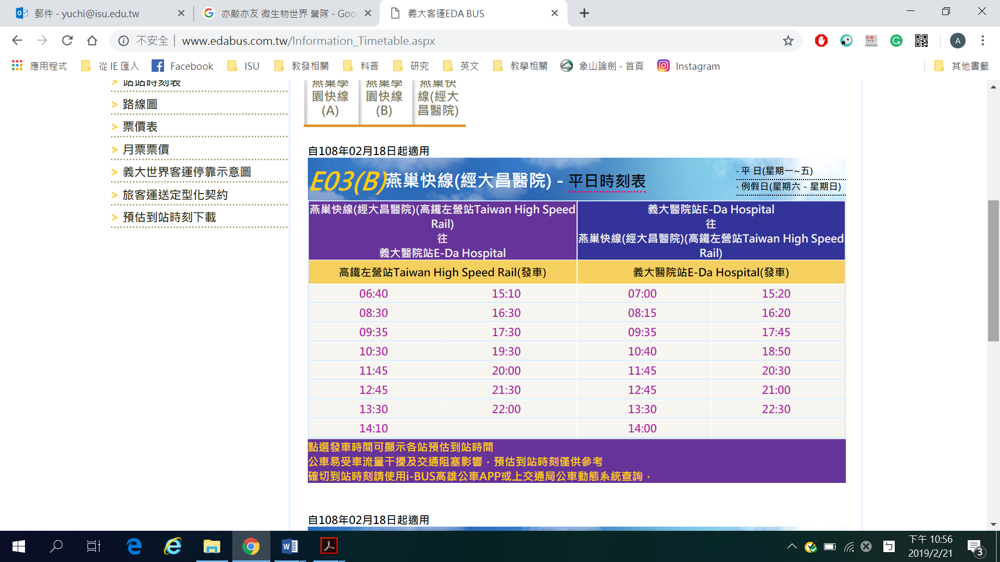 郵件 - yuchi@isu.edu.tw
亦敵亦友 微生物世界 營隊 - Goo
義大客運EDA BUS
不安全
www.edabus.com.tw/Information_Timetable.aspx
A
應用程式
從 IE 匯入
Facebook
ISU
教發相關
科普
研究
英文
教學相關
象山論劍 - 首頁
Instagram
其他書籤
站站時刻表
路線圖
票價表
月票票價
義大世界客運停靠示意圖
旅客運送定型化契約
預估到站時刻下載
燕巢學
園快線
(A)
燕巢學
園快線
(B)
燕巢快
線(經大
昌醫院)
自108年02月18日起適用
E03(B)燕巢快線(經大昌醫院) - 平日時刻表
‧平 日(星期一~五)
‧例假日(星期六 - 星期日)
燕巢快線(經大昌醫院)(高鐵左營站Taiwan High Speed
Rail)
往
義大醫院站E-Da Hospital
義大醫院站E-Da Hospital
往
燕巢快線(經大昌醫院)(高鐵左營站Taiwan High Speed
Rail)
高鐵左營站Taiwan High Speed Rail(發車)
義大醫院站E-Da Hospital(發車)
06:40 15:10 07:00 15:20
08:30 16:30 08:15 16:20
09:35 17:30 09:35 17:45
10:30 19:30 10:40 18:50
11:45 20:00 11:45 20:30
12:45 21:30 12:45 21:00
13:30 22:00 13:30 22:30
14:10 14:00
點選發車時間可顯示各站預估到站時間
公車易受車流量干擾及交通阻塞影響，預估到站時刻僅供參考
確切到站時刻請使用i-BUS高雄公車APP或上交通局公車動態系統查詢，
自108年02月18日起適用
ㄅ
下午 10:56
2019/2/21
3